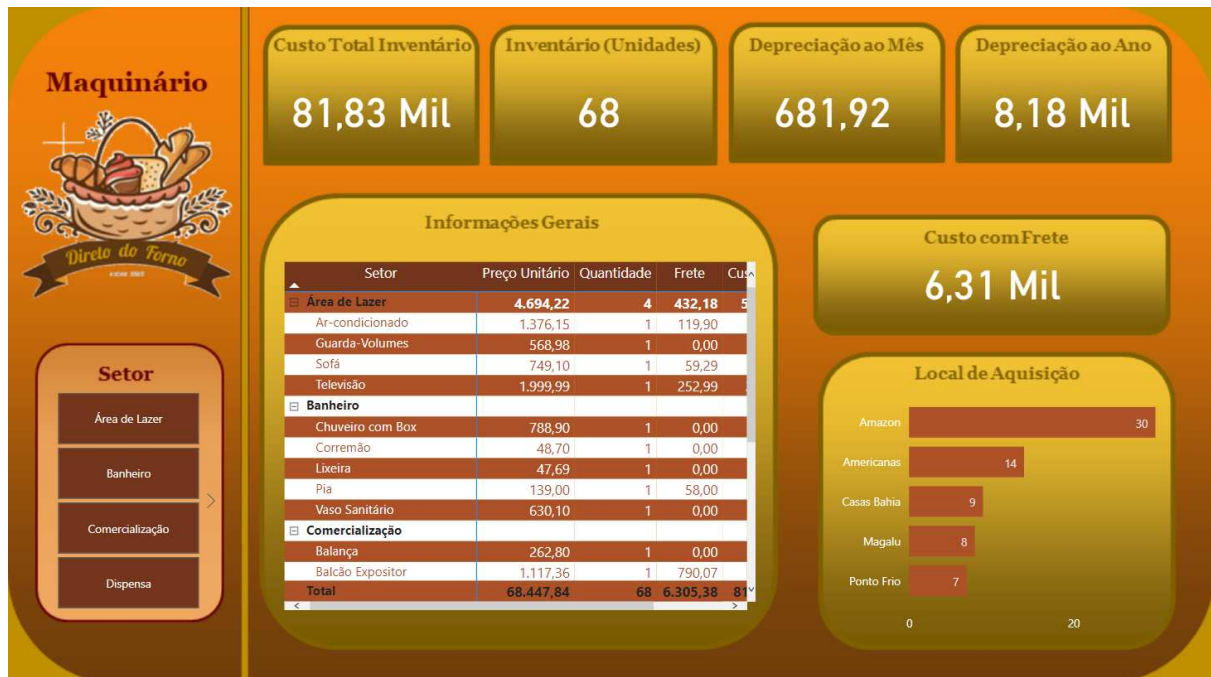 Maquinário
Direto do Forno
Setor
Área de Lazer
Banheiro
Comercialização
Dispensa
Custo Total Inventário
81,83 Mil
Inventário (Unidades)
68
Depreciação ao Mês
681,92
Depreciação ao Ano
8,18 Mil
Informações Gerais
Setor Preço Unitário Quantidade Frete Cus
Área de Lazer 4.694,22 4 432,18 5
Ar-condicionado 1.376,15 1 119,90
Guarda-Volumes 568,98 1 0,00
Sofá 749,10 1 59,29
Televisão 1.999,99 1 252,99
Banheiro
Chuveiro com Box 788,90 1 0,00
Corremão 48,70 1 0,00
Lixeira 47,69 1 0,00
Pia 139,00 1 58,00
Vaso Sanitário 630,10 1 0,00
Comercialização
Balança 262,80 1 0,00
Balcão Expositor 1.117,36 1 790,07
Total 68.447,84 68 6.305,38 81
Custo com Frete
6,31 Mil
Local de Aquisição
Amazon 30
Americanas 14
Casas Bahia 9
Magalu 8
Ponto Frio 7
0 20